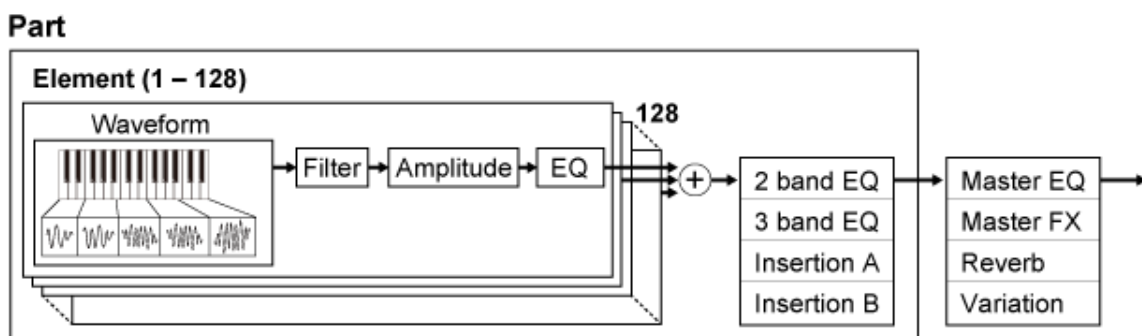 Part
Element (1 – 128)
128
Waveform
Filter
Amplitude
EQ
+
2 band EQ
3 band EQ
Insertion A
Insertion B
Master EQ
Master FX
Reverb
Variation